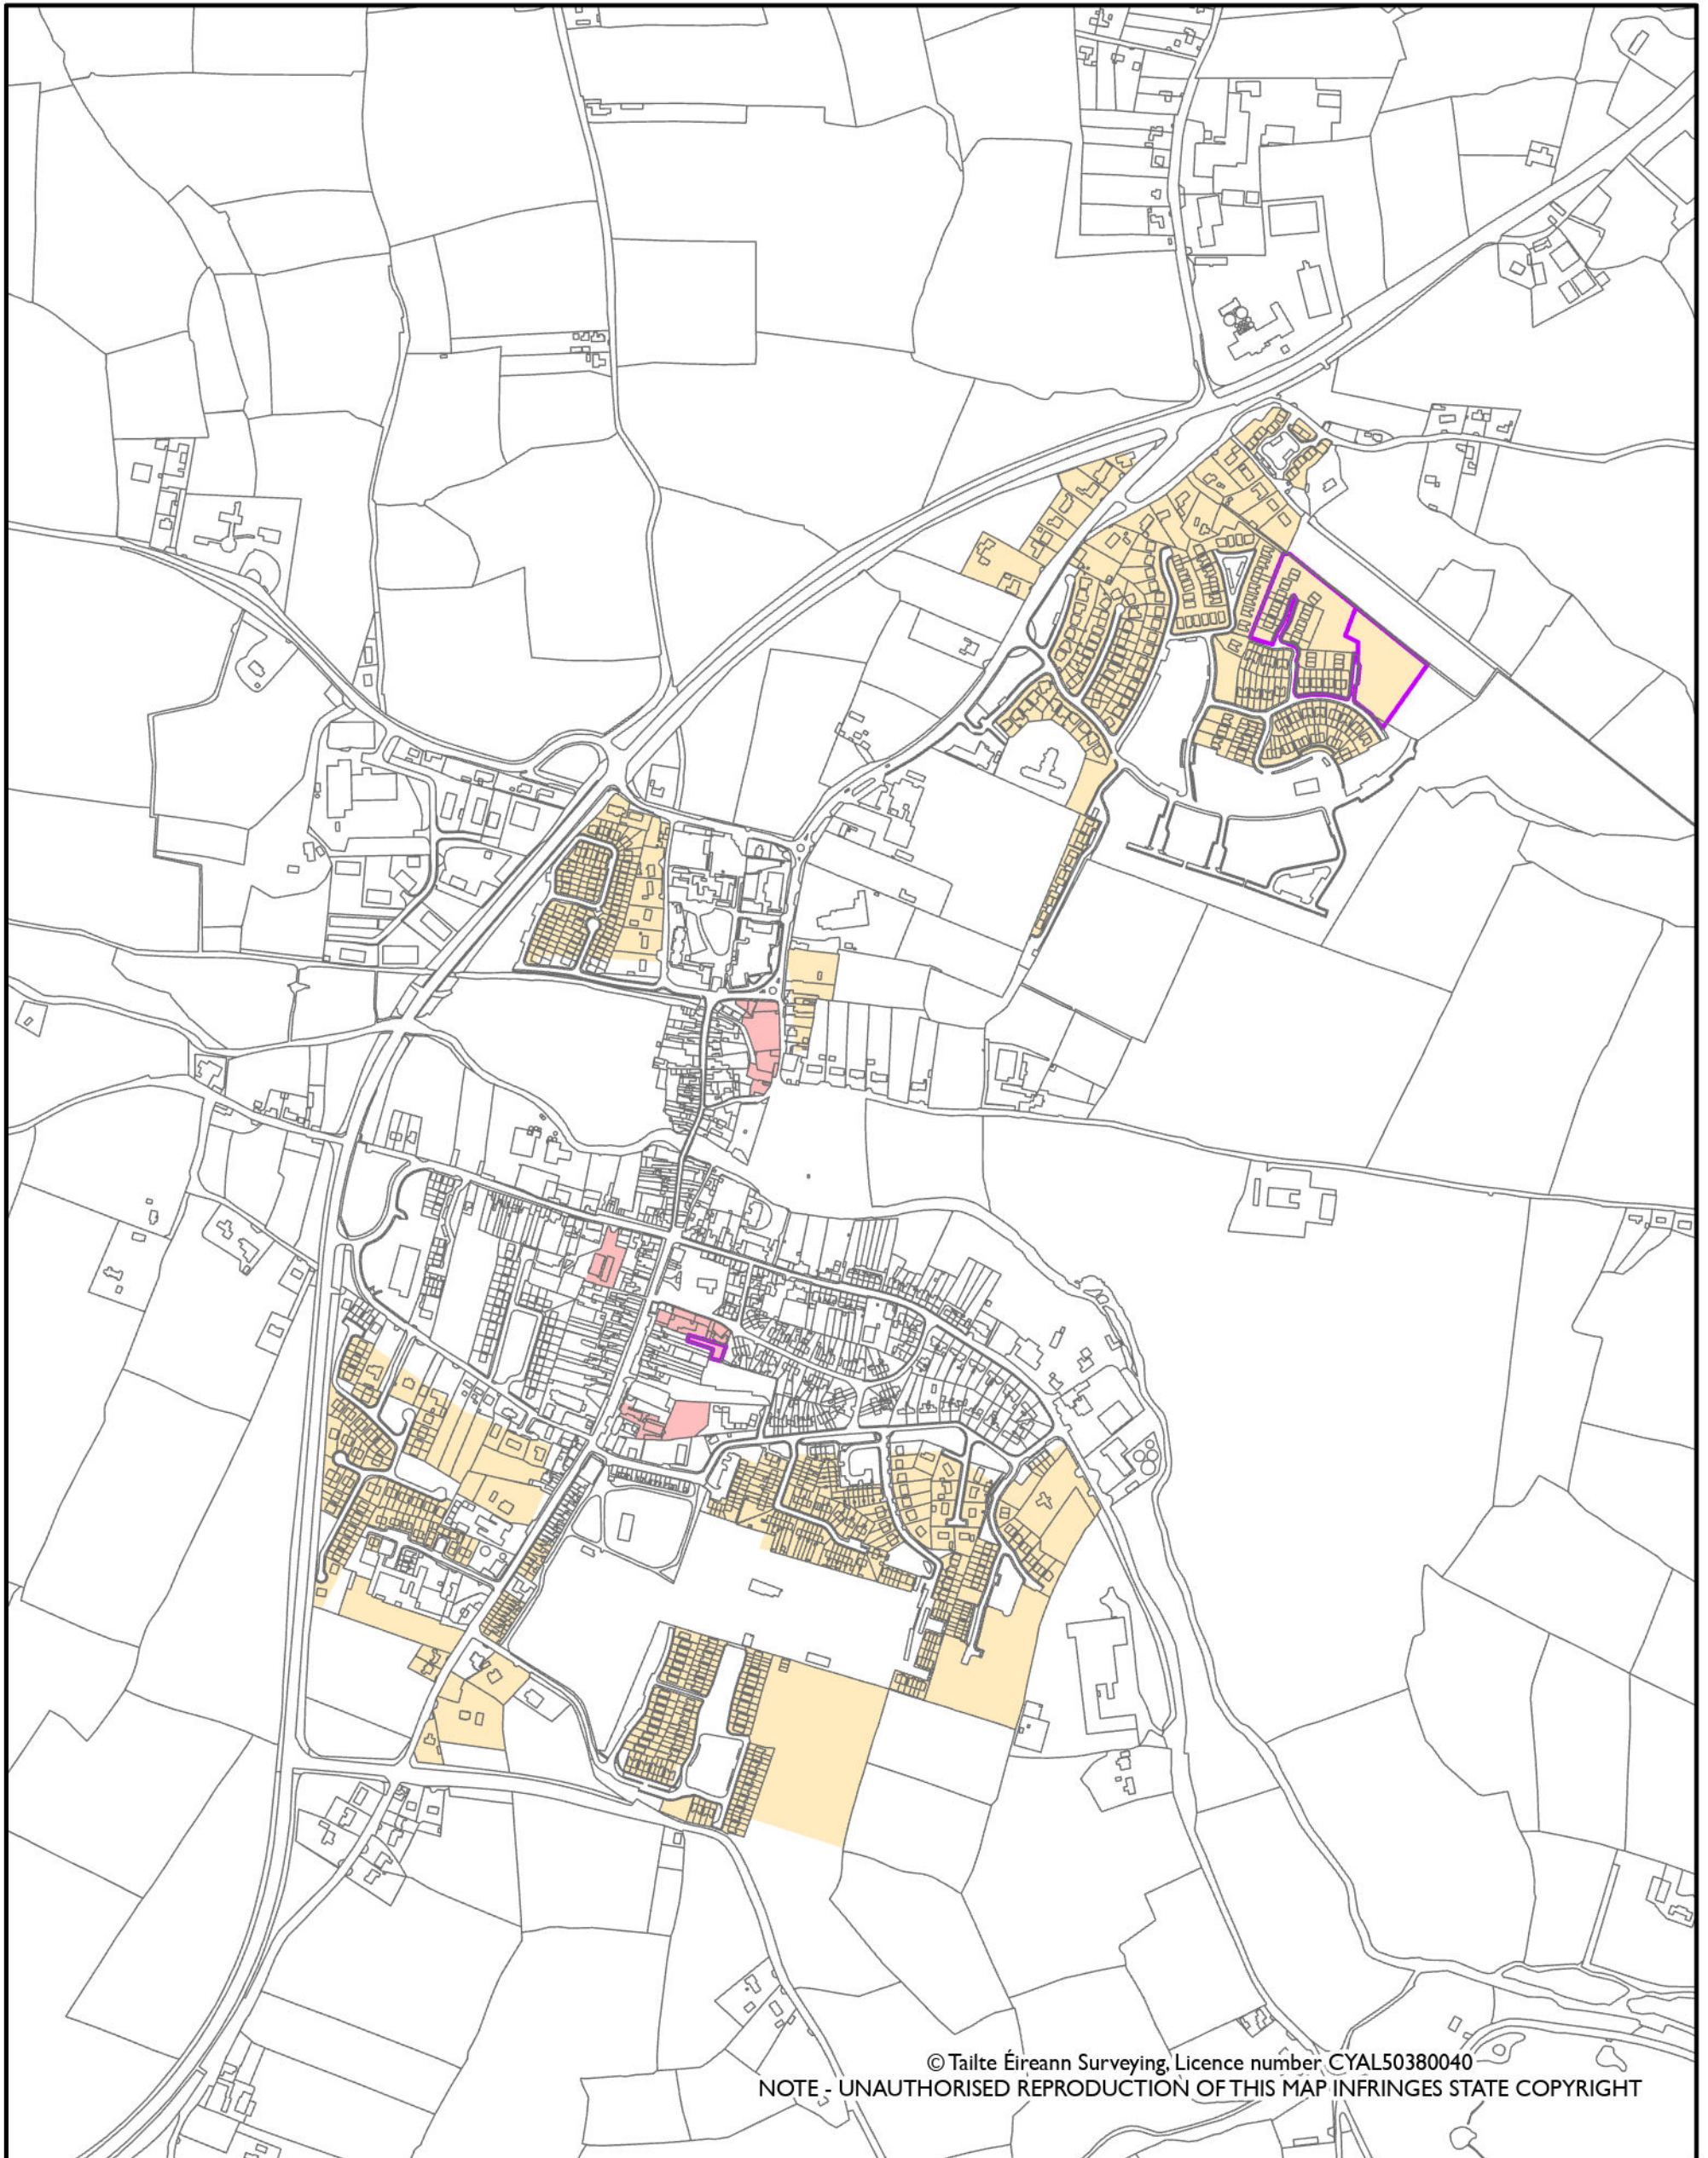 © Tailte Éireann Surveying, Licence number CYAL50380040
NOTE - UNAUTHORISED REPRODUCTION OF THIS MAP INFRINGES STATE COPYRIGHT